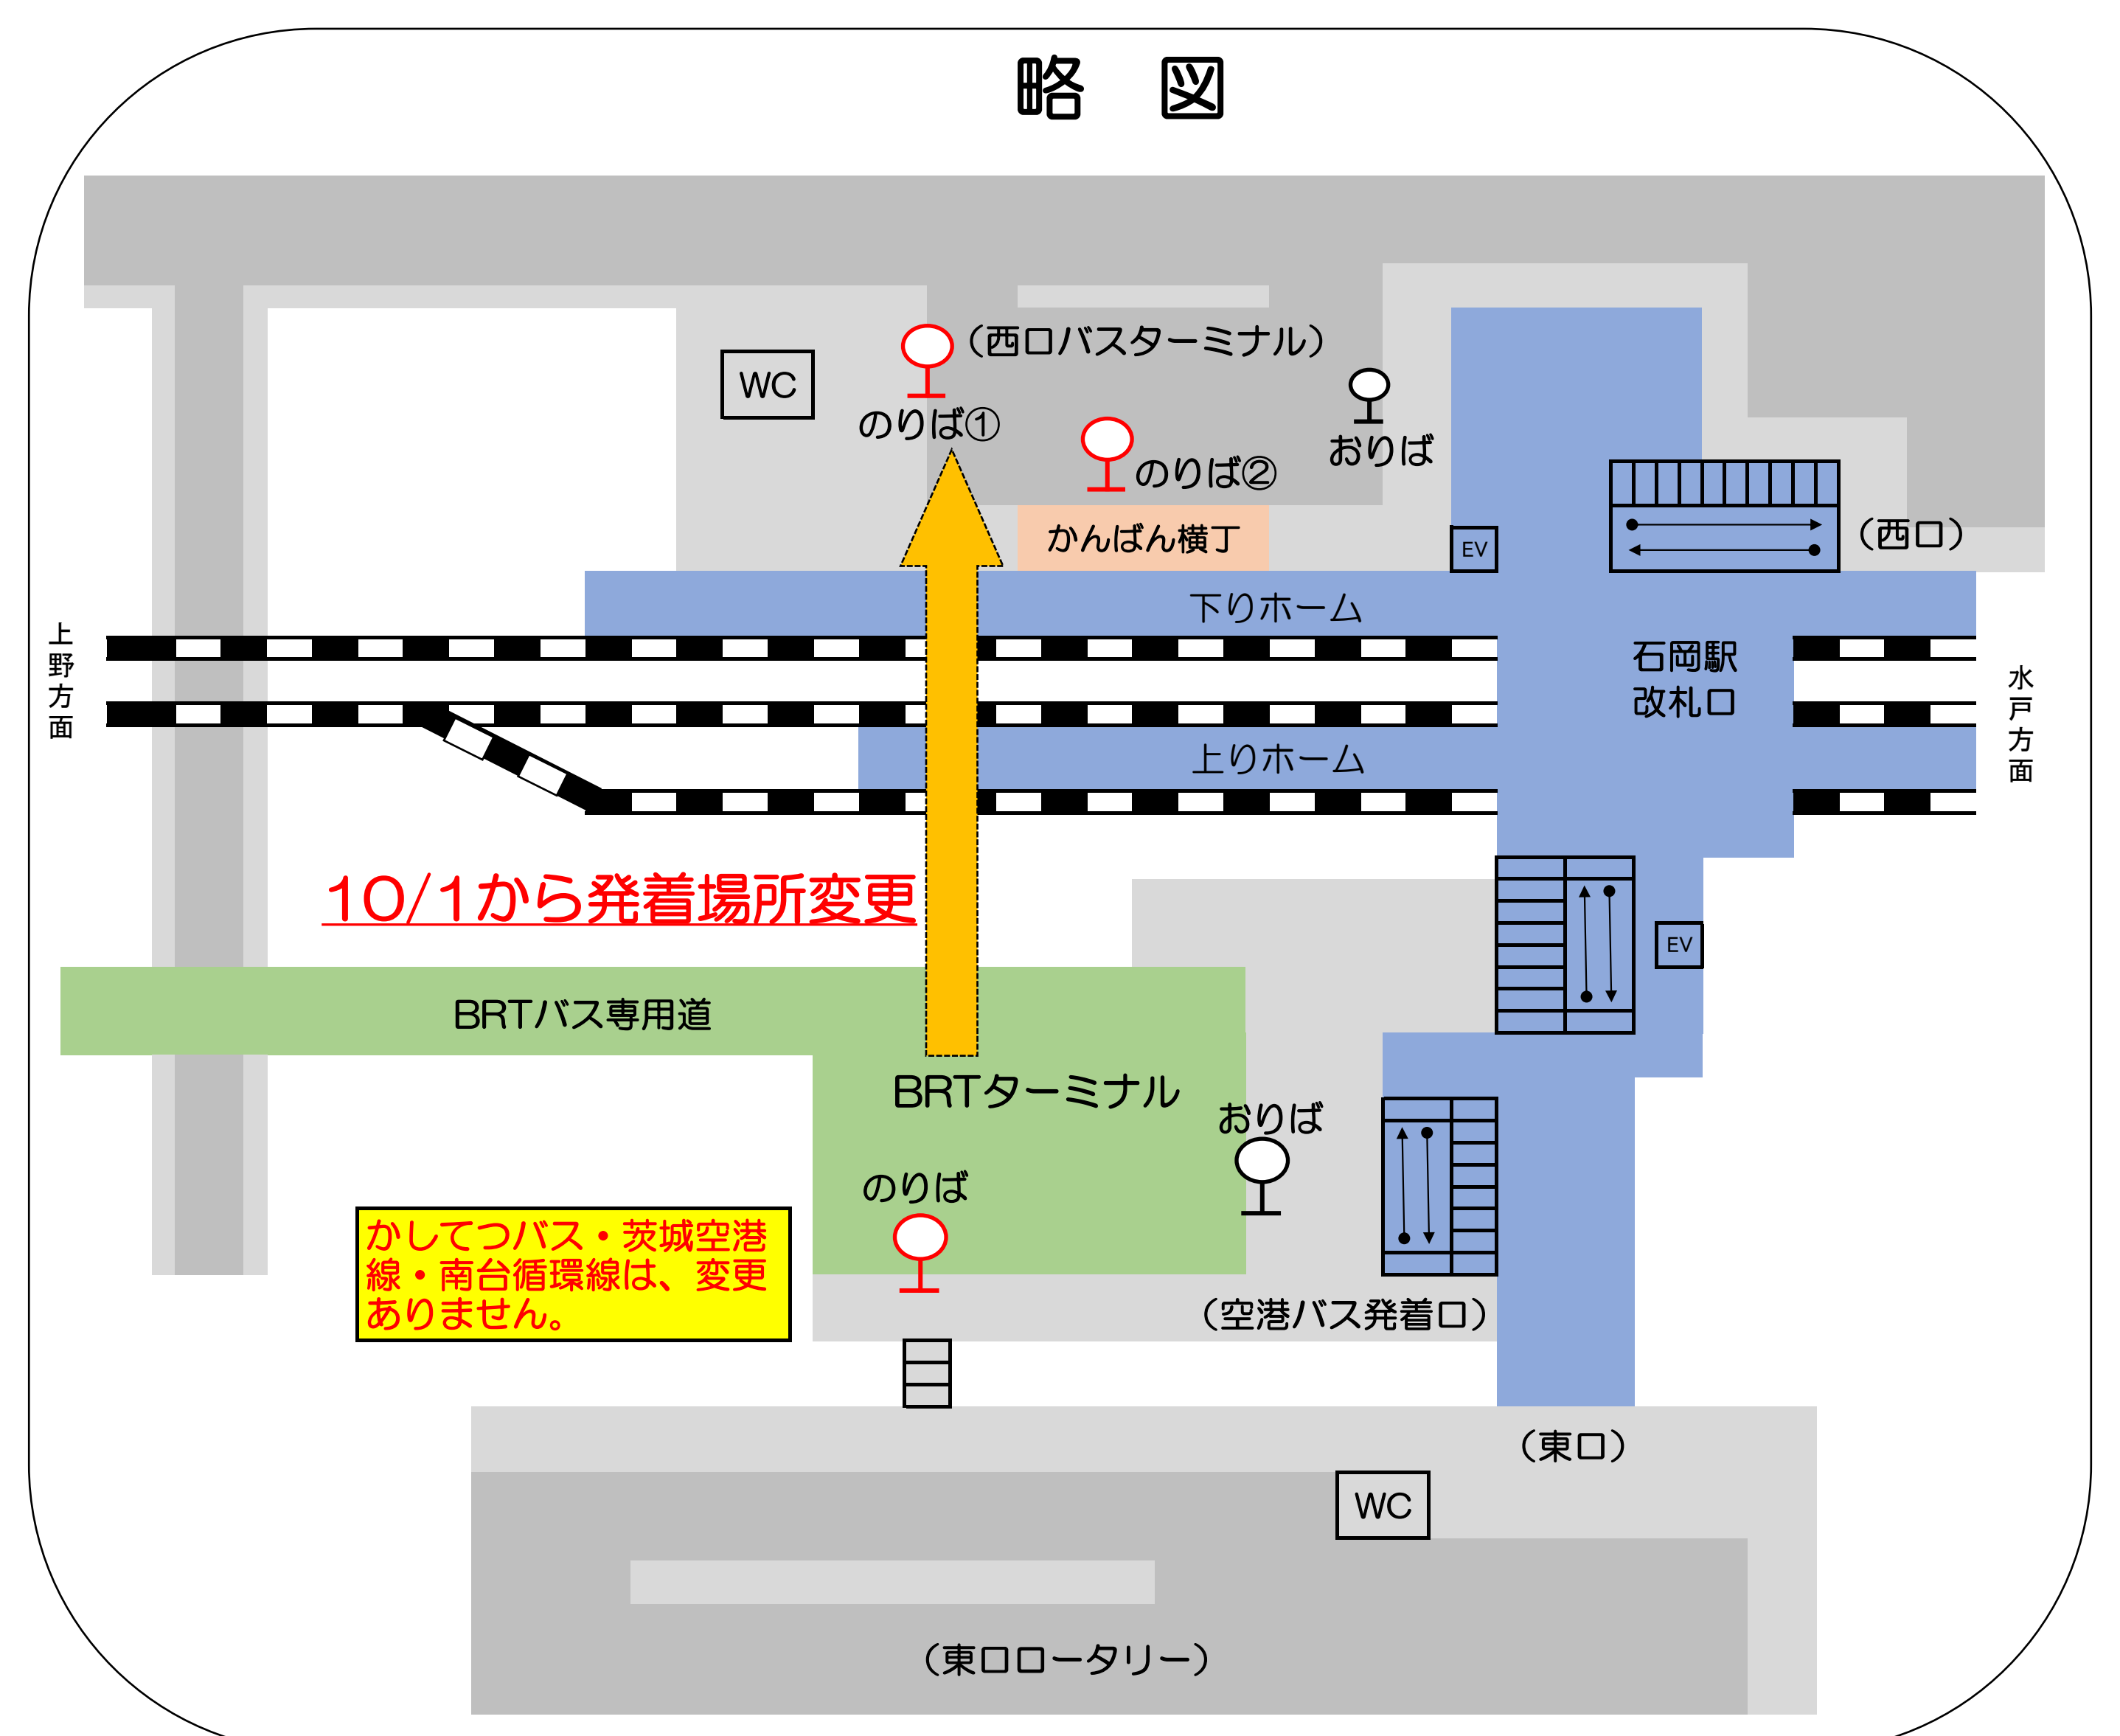 略 図
（西口バスターミナル）
WC
のりば①
おりば
のりば②
かんばん横丁
EV
（西口）
下りホーム
上野方面
石岡駅
改札口
水戸方面
上りホーム
10/1から発着場所変更
EV
BRTバス専用道
BRTターミナル
おりば
のりば
かしてつバス・茨城空港
線・南台循環線は、変更
ありません。
（空港バス発着口）
（東口）
WC
（東口ロータリー）